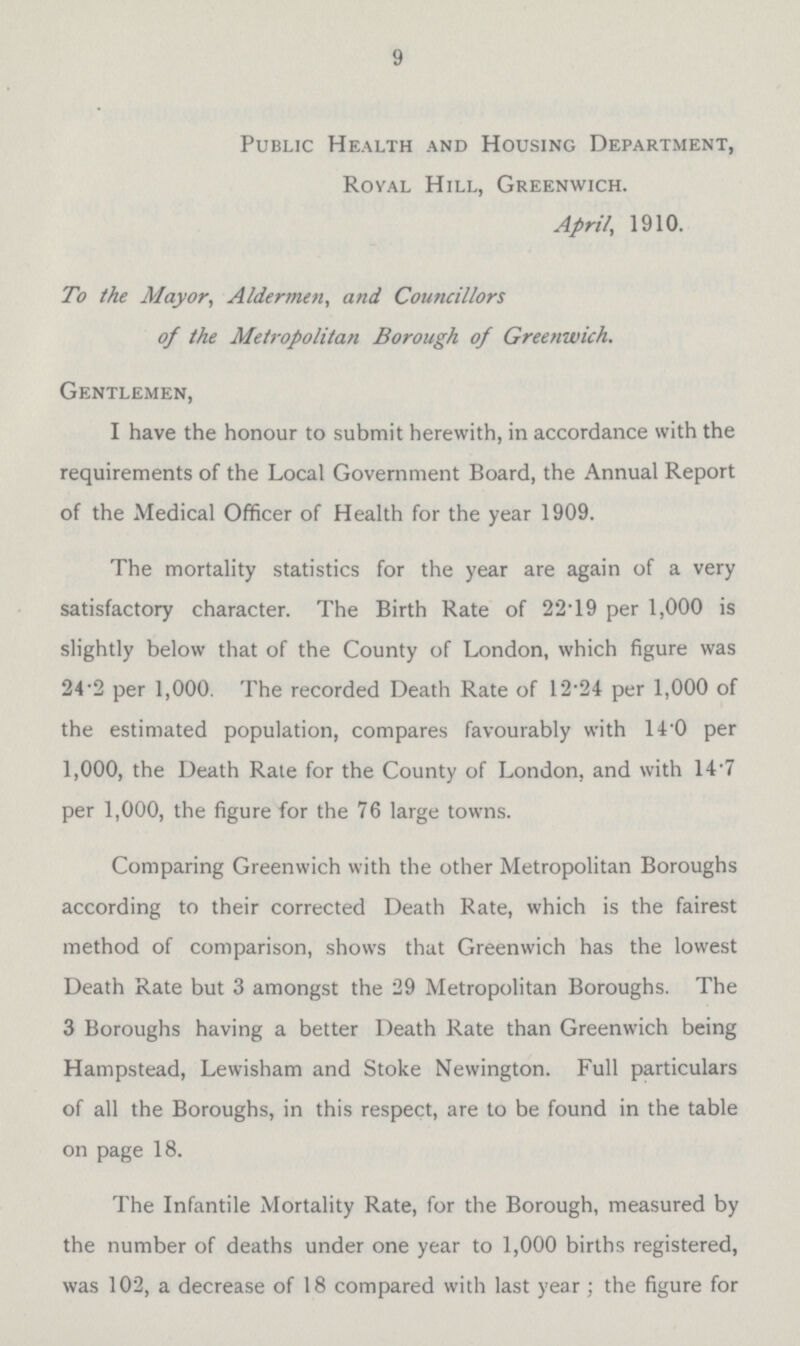 9
Public Health and Housing Department,
Royal Hill, Greenwich.
April, 1910.
To the Mayor, Aldermen, and Councillors
of the Metropolitan Borough of Greenwich.
Gentlemen,
I have the honour to submit herewith, in accordance with the
requirements of the Local Government Board, the Annual Report
of the Medical Officer of Health for the year 1909.
The mortality statistics for the year are again of a very
satisfactory character. The Birth Rate of 22·19 per 1,000 is
slightly below that of the County of London, which figure was
24·2 per 1,000. The recorded Death Rate of 12·24 per 1,000 of
the estimated population, compares favourably with 14·0 per
1,000, the Death Rate for the County of London, and with 14·7
per 1,000, the figure for the 76 large towns.
Comparing Greenwich with the other Metropolitan Boroughs
according to their corrected Death Rate, which is the fairest
method of comparison, shows that Greenwich has the lowest
Death Rate but 3 amongst the 29 Metropolitan Boroughs. The
3 Boroughs having a better Death Rate than Greenwich being
Hampstead, Lewisham and Stoke Newington. Full particulars
of all the Boroughs, in this respect, are to be found in the table
on page 18.
The Infantile Mortality Rate, for the Borough, measured by
the number of deaths under one year to 1,000 births registered,
was 102, a decrease of 18 compared with last year ; the figure for